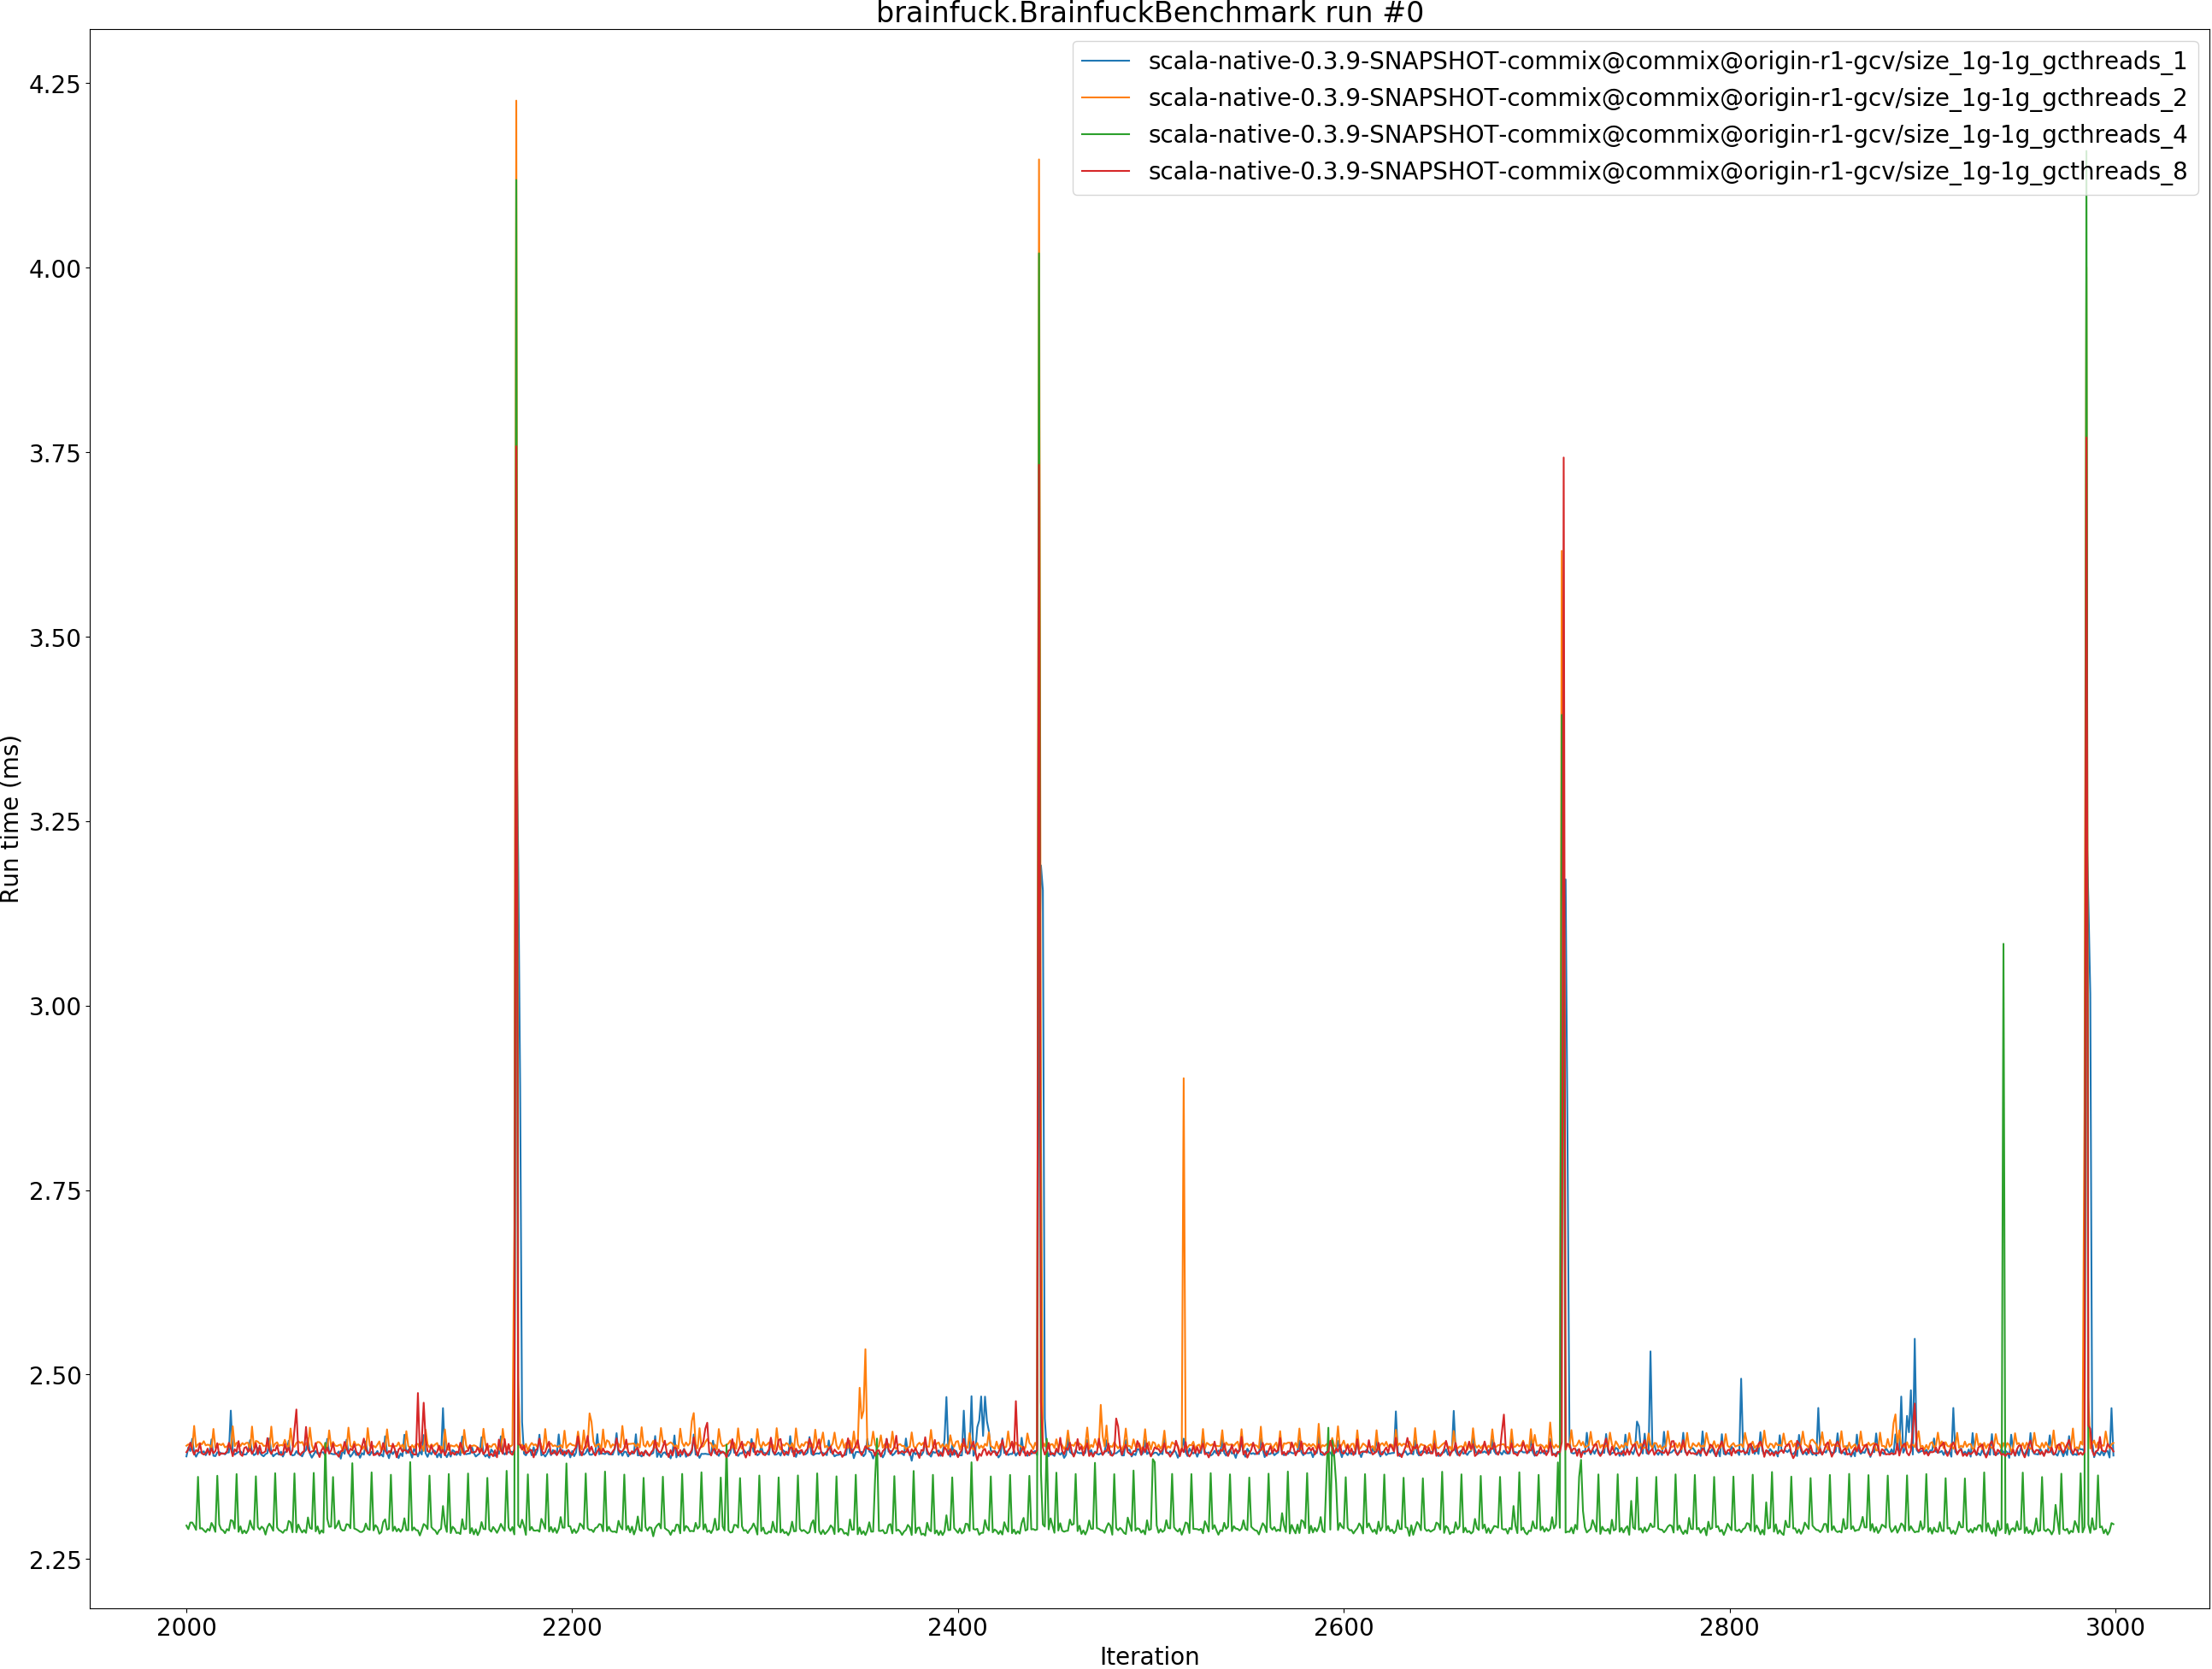 brainfuck.BrainfuckBenchmark run #0
scala-native-0.3.9-SNAPSHOT-commix@commix@origin-r1-gcv/size_1g-1g_gcthreads_1
scala-native-0.3.9-SNAPSHOT-commix@commix@origin-r1-gcv/size_1g-1g_gcthreads_2
scala-native-0.3.9-SNAPSHOT-commix@commix@origin-r1-gcv/size_1g-1g_gcthreads_4
scala-native-0.3.9-SNAPSHOT-commix@commix@origin-r1-gcv/size_1g-1g_gcthreads_8
4.25
4.00
3.75
3.50
3.25
3.00
2.75
2.50
2.25
Run time (ms)
2000 2200 2400 2600 2800 3000
Iteration